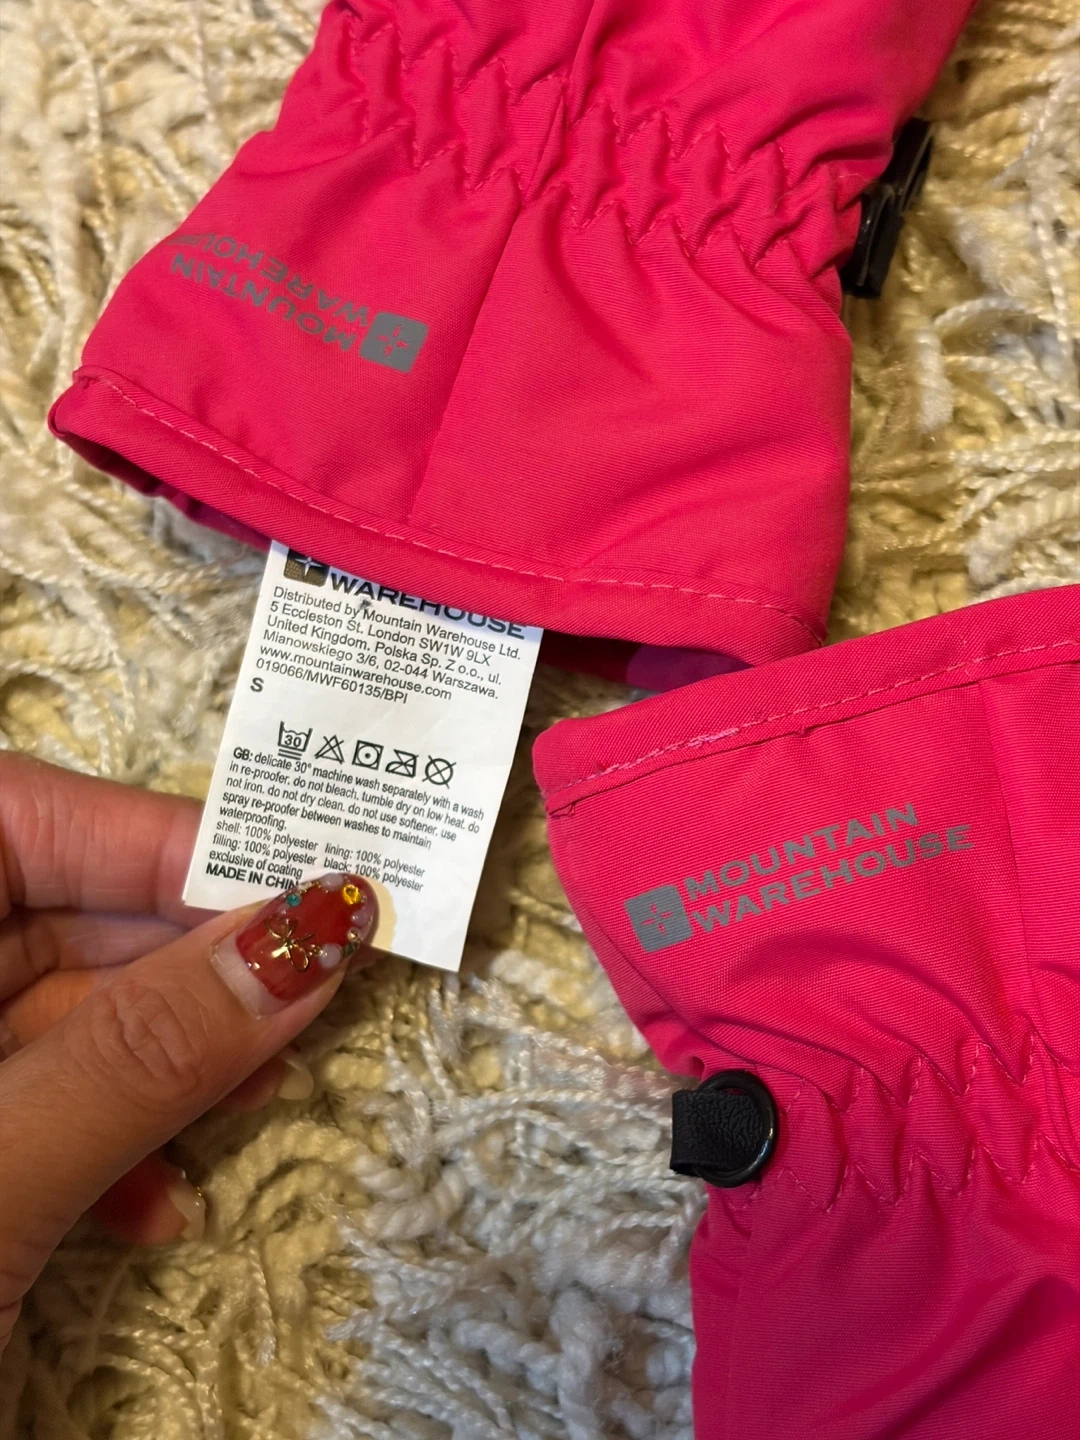 MOUNTAIN
WAREHOUSE
WAREHOUSE
Distributed by Mountain Warehouse Ltd.
5 Eccleston St. London SW1W 9LX
United Kingdom. Polska Sp. Z o.o., ul.
Mianowskiego 3/6, 02-044 Warszawa.
www.mountainwarehouse.com
019066/MWF60135/BPJ
S
30
GB: delicate 30° machine wash separately with a wash
in re-proofer. do not bleach. tumble dry on low heat. do
not iron. do not dry clean. do not use softener. use
spray re-proofer between washes to maintain
waterproofing.
shell: 100% polyester lining: 100% polyester
filling: 100% polyester black: 100% polyester
exclusive of coating
MADE IN
MOUNTAIN
WAREHOUSE